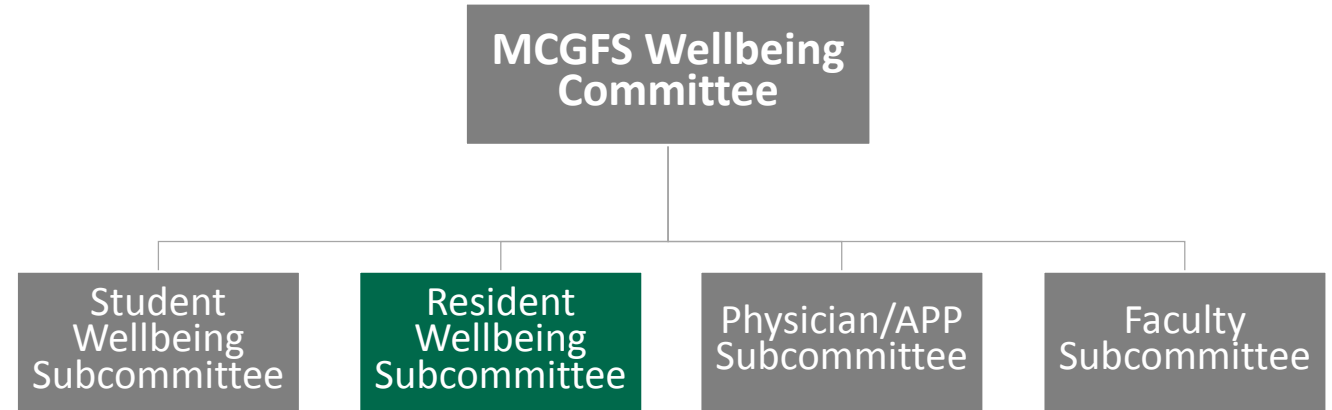 MCGFS Wellbeing
Committee
Student
Wellbeing
Subcommittee
Resident
Wellbeing
Subcommittee
Physician/APP
Subcommittee
Faculty
Subcommittee